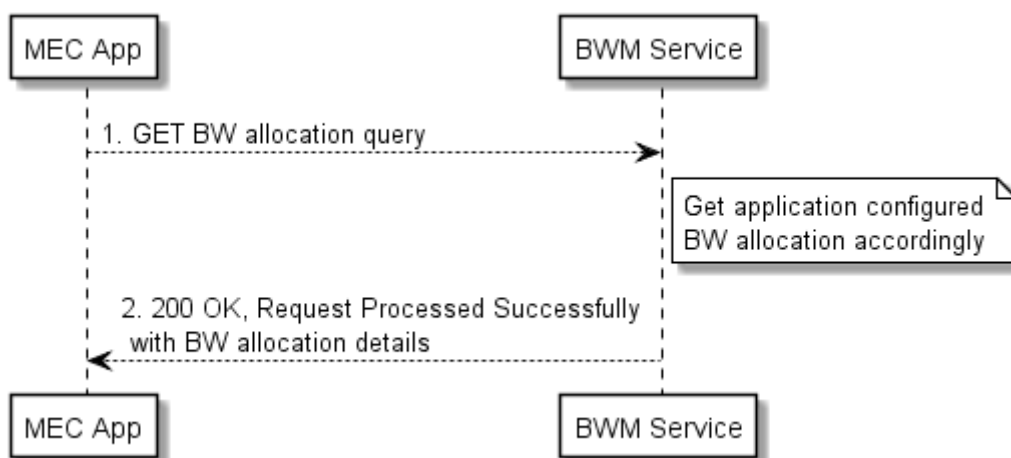 MEC App
BWM Service
1. GET BW allocation query
Get application configured
BW allocation accordingly
2. 200 OK, Request Processed Successfully
with BW allocation details
MEC App
BWM Service